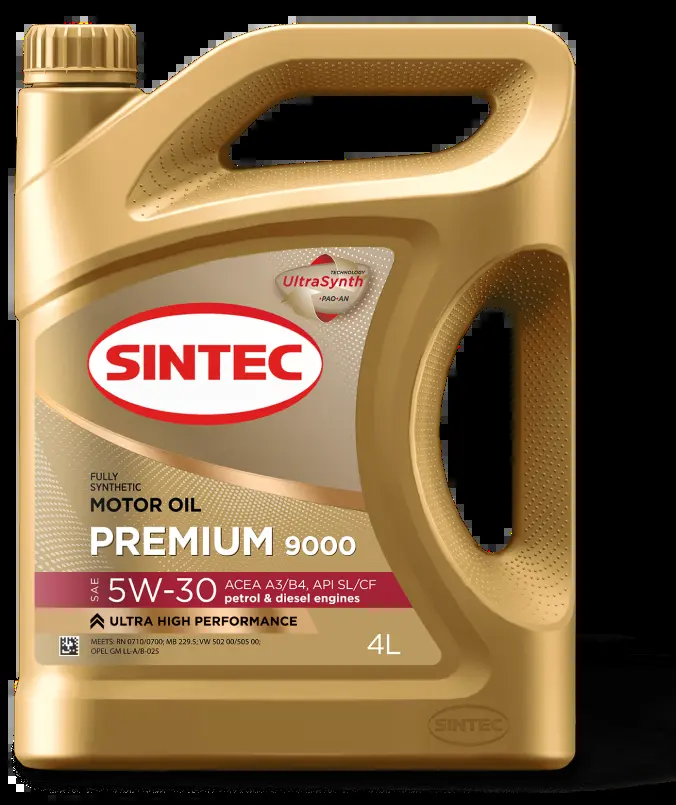 TECHNOLOGY
UltraSynth
•PAO•AN
SINTEC
FULLY
SYNTHETIC
MOTOR OIL
PREMIUM 9000
SAE 5W-30 ACEA A3/B4, API SL/CF
petrol & diesel engines
ULTRA HIGH PERFORMANCE
MEETS: RN 0710/0700; MB 229.5; VW 502 00/505 00;
OPEL GM LL-A/B-025
4L
SINTEC